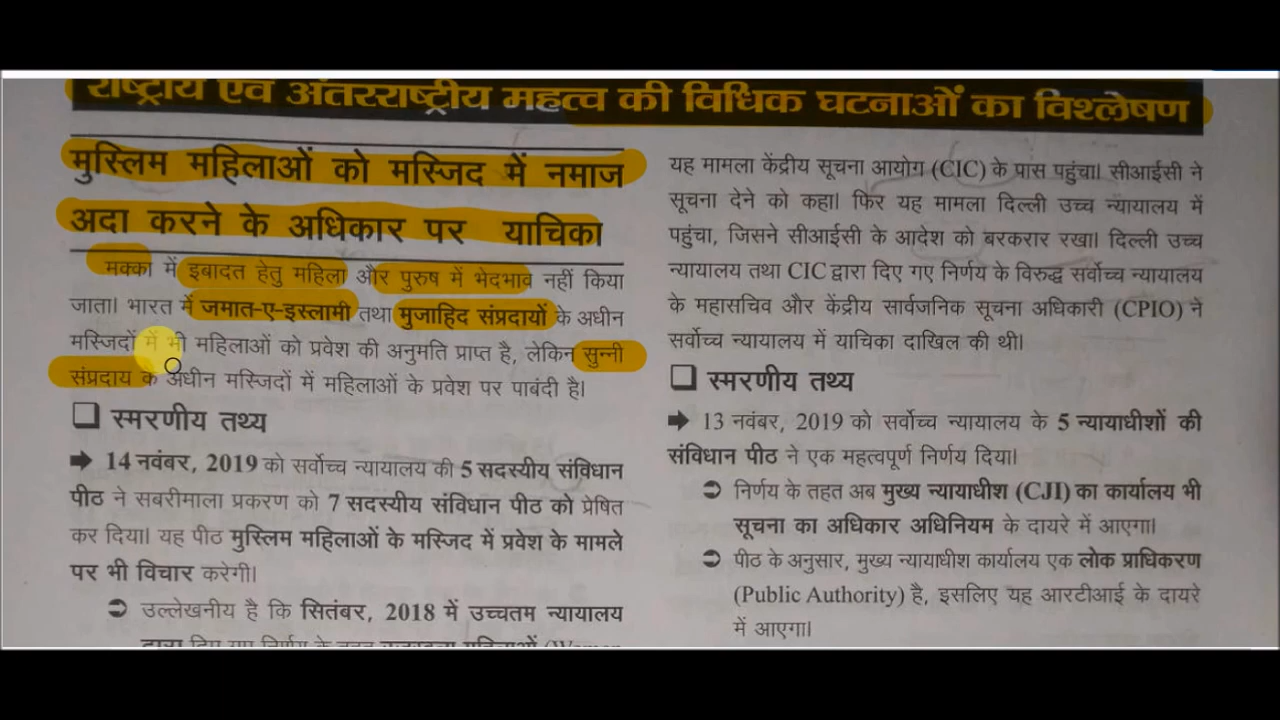 राष्ट्रीय एवं अंतरराष्ट्रीय महत्व की विधिक घटनाओं का विश्लेषण
मुस्लिम महिलाओं को मस्जिद में नमाज
अदा करने के अधिकार पर याचिका
मक्का में इबादत हेतु महिला और पुरुष में भेदभाव नहीं किया
जाता। भारत में जमात-ए-इस्लामी तथा मुजाहिद संप्रदायों के अधीन
मस्जिदों में भी महिलाओं को प्रवेश की अनुमति प्राप्त है, लेकिन सुन्नी
संप्रदाय के अधीन मस्जिदों में महिलाओं के प्रवेश पर पाबंदी है।
❑ स्मरणीय तथ्य
➡ 14 नवंबर, 2019 को सर्वोच्च न्यायालय की 5 सदस्यीय संविधान
पीठ ने सबरीमाला प्रकरण को 7 सदस्यीय संविधान पीठ को प्रेषित
कर दिया। यह पीठ मुस्लिम महिलाओं के मस्जिद में प्रवेश के मामले
पर भी विचार करेगी।
➲ उल्लेखनीय है कि सितंबर, 2018 में उच्चतम न्यायालय
यह मामला केंद्रीय सूचना आयोग (CIC) के पास पहुंचा। सीआईसी ने
सूचना देने को कहा। फिर यह मामला दिल्ली उच्च न्यायालय में
पहुंचा, जिसने सीआईसी के आदेश को बरकरार रखा। दिल्ली उच्च
न्यायालय तथा CIC द्वारा दिए गए निर्णय के विरुद्ध सर्वोच्च न्यायालय
के महासचिव और केंद्रीय सार्वजनिक सूचना अधिकारी (CPIO) ने
सर्वोच्च न्यायालय में याचिका दाखिल की थी।
❑ स्मरणीय तथ्य
➡ 13 नवंबर, 2019 को सर्वोच्च न्यायालय के 5 न्यायाधीशों की
संविधान पीठ ने एक महत्वपूर्ण निर्णय दिया।
➲ निर्णय के तहत अब मुख्य न्यायाधीश (CJI) का कार्यालय भी
सूचना का अधिकार अधिनियम के दायरे में आएगा।
➲ पीठ के अनुसार, मुख्य न्यायाधीश कार्यालय एक लोक प्राधिकरण
(Public Authority) है, इसलिए यह आरटीआई के दायरे
में आएगा।